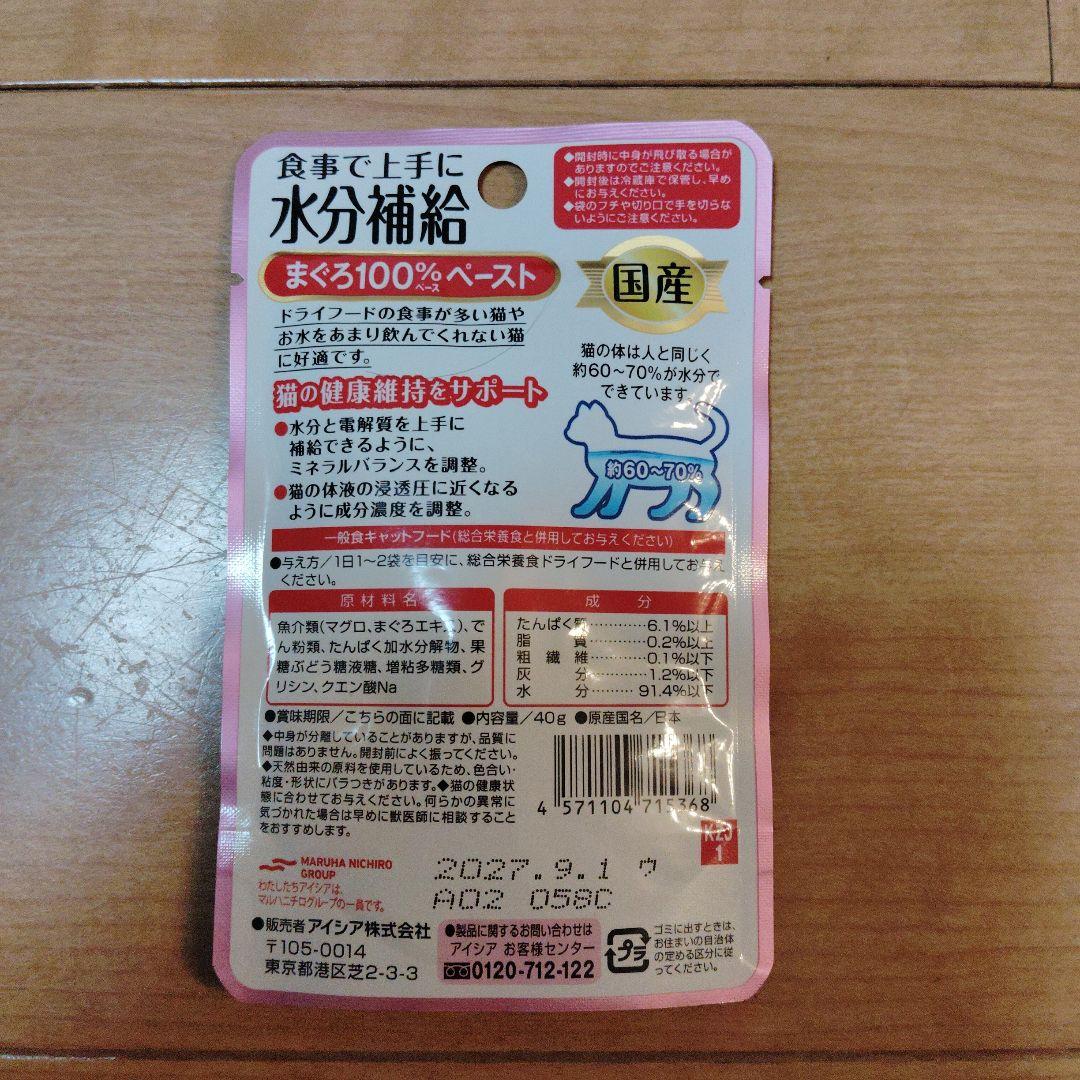 食事で上手に
水分補給
まぐろ100%ベースペースト
ドライフードの食事が多い猫や
お水をあまり飲んでくれない猫
に好適です。
猫の健康維持をサポート
●水分と電解質を上手に
補給できるように、
ミネラルバランスを調整。
●猫の体液の浸透圧に近くなる
ように成分濃度を調整。
◆開封時に中身が飛び散る場合が
ありますのでご注意ください。
◆開封後は冷蔵庫で保管し、早め
にお与えください。
◆袋のフチや切り口で手を切らな
いようにご注意ください。
国産
猫の体は人と同じく
約60〜70%が水分で
できています。
約60〜70%
一般食キャットフード(総合栄養食と併用してお与えください)
●与え方/1日1〜2袋を目安に、総合栄養食ドライフードと併用してお与え
ください。
原材料名
魚介類(マグロ、まぐろエキス)、で
ん粉類、たんぱく加水分解物、果
糖ぶどう糖液糖、増粘多糖類、グ
リシン、クエン酸Na
成分
たんぱく質…………6.1%以上
脂質…………0.2%以上
粗繊維…………0.1%以下
灰分…………1.2%以下
水分…………91.4%以下
●賞味期限/こちらの面に記載 ●内容量/40g ●原産国名/日本
◆中身が分離していることがありますが、品質に
問題はありません。開封前によく振ってください。
◆天然由来の原料を使用しているため、色合い・
粘度・形状にバラつきがあります。◆猫の健康状
態に合わせてお与えください。何らかの異常に
気づかれた場合は早めに獣医師に相談すること
をおすすめします。
4 571104 715368
1
MARUHA NICHIRO
GROUP
わたしたちアイシアは、
マルハニチログループの一員です。
2027.9.1 ウ
A02 058C
●販売者 アイシア株式会社
〒105-0014
東京都港区芝2-3-3
●製品に関するお問い合わせは
アイシア お客様センター
0120-712-122
プラ
ゴミに出すときは、
お住まいの自治体
の定める区分に従
ってください。